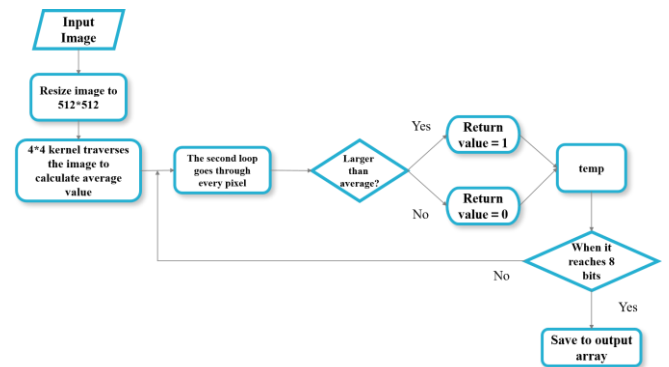 Input
Image
Resize image to
512*512
4*4 kernel traverses
the image to
calculate average
value
The second loop
goes through
every pixel
Larger
than
average?
Yes
Return
value = 1
No
Return
value = 0
temp
When it
reaches 8
bits
No
Yes
Save to output
array